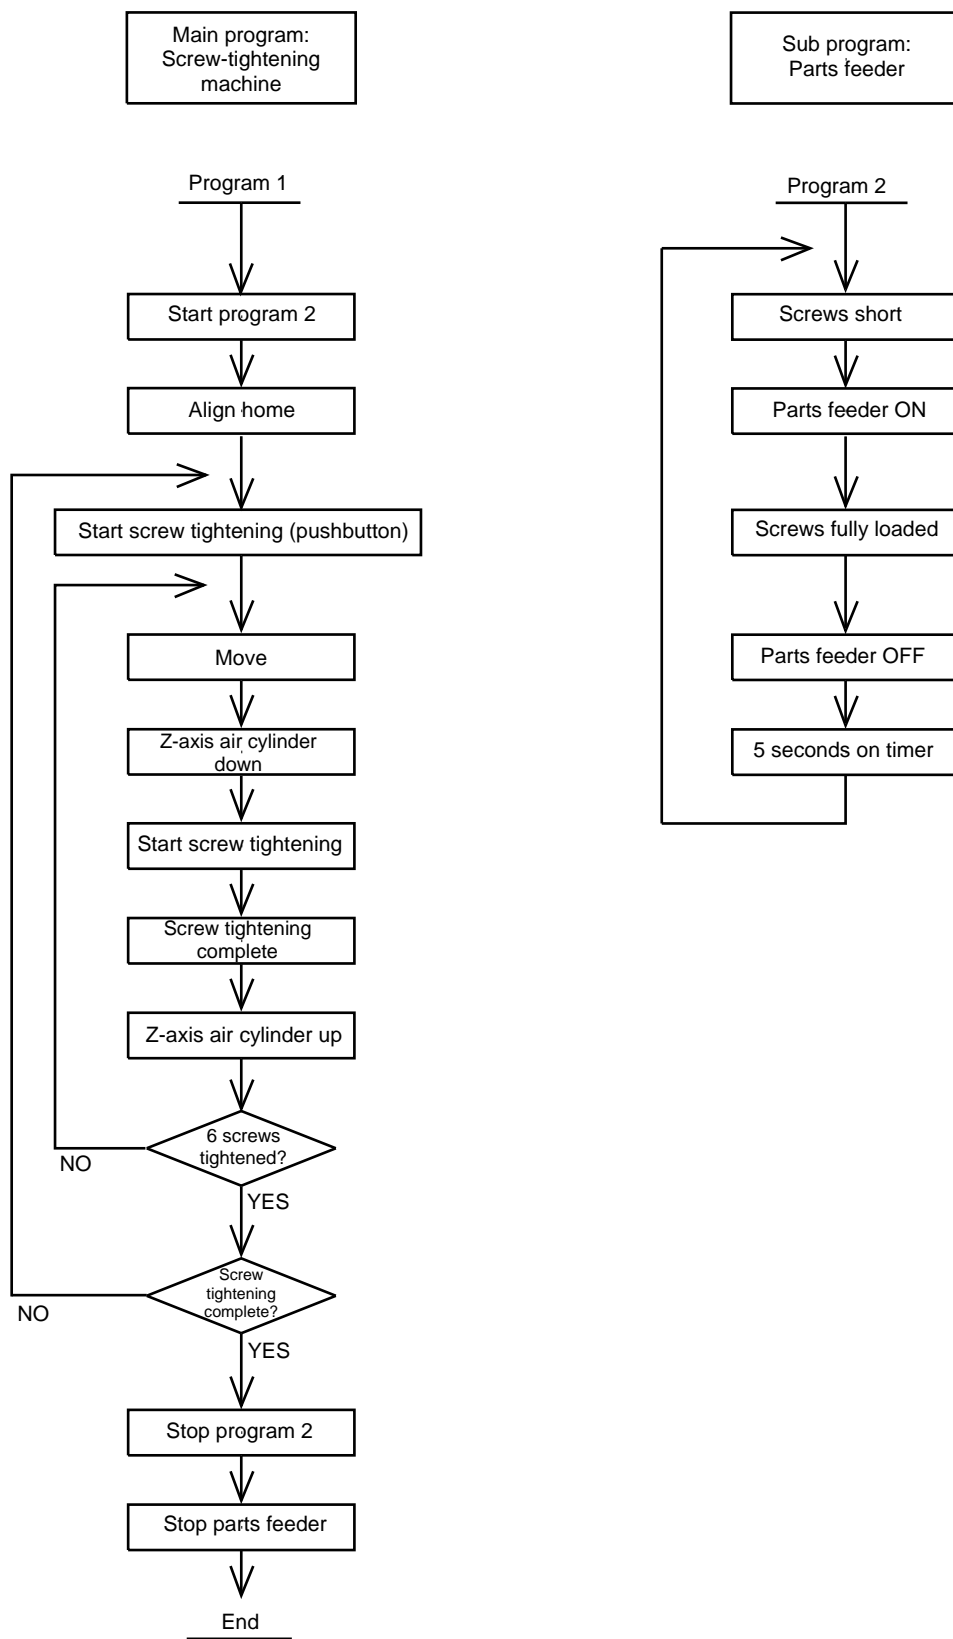 Main program:
Screw-tightening
machine
Program 1
Start program 2
Align home
Start screw tightening (pushbutton)
Move
Z-axis air cylinder
down
Start screw tightening
Screw tightening
complete
Z-axis air cylinder up
6 screws
tightened?
NO
YES
Screw
tightening
complete?
NO
YES
Stop program 2
Stop parts feeder
End
Sub program:
Parts feeder
Program 2
Screws short
Parts feeder ON
Screws fully loaded
Parts feeder OFF
5 seconds on timer